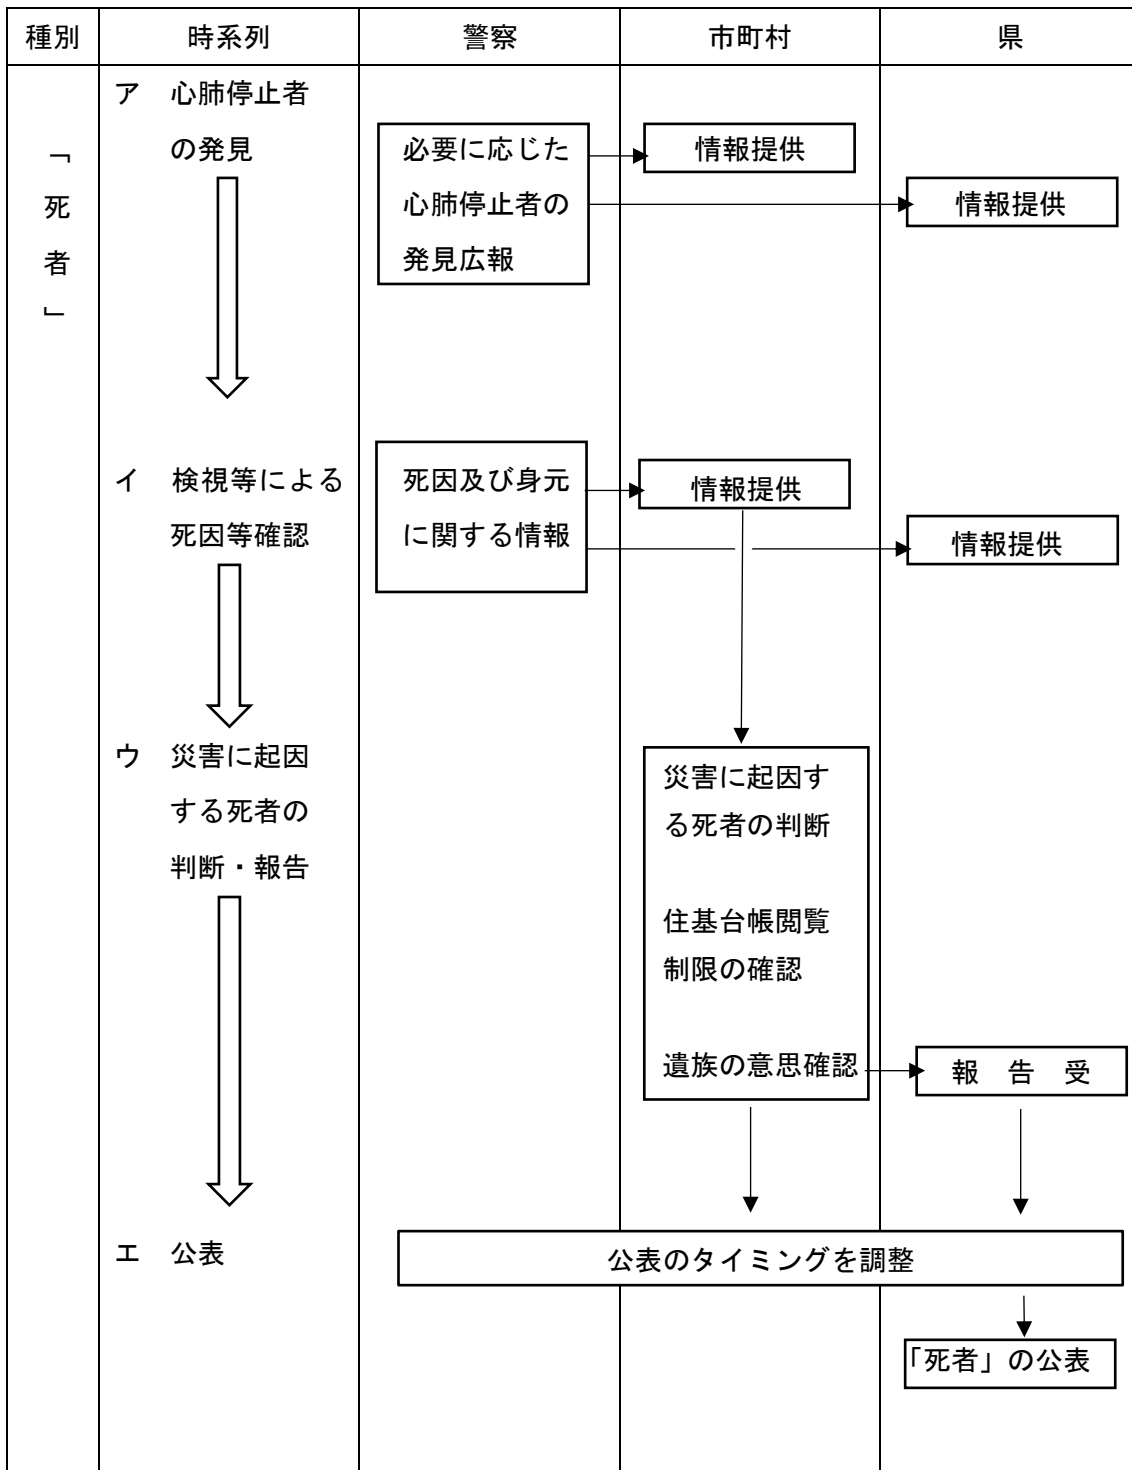 種別
時系列
警察
市町村
県
「死者」
ア 心肺停止者
の発見
必要に応じた
心肺停止者の
発見広報
情報提供
情報提供
イ 検視等による
死因等確認
死因及び身元
に関する情報
情報提供
情報提供
ウ 災害に起因
する死者の
判断・報告
災害に起因す
る死者の判断
住基台帳閲覧
制限の確認
遺族の意思確認
報 告 受
エ 公表
公表のタイミングを調整
「死者」の公表